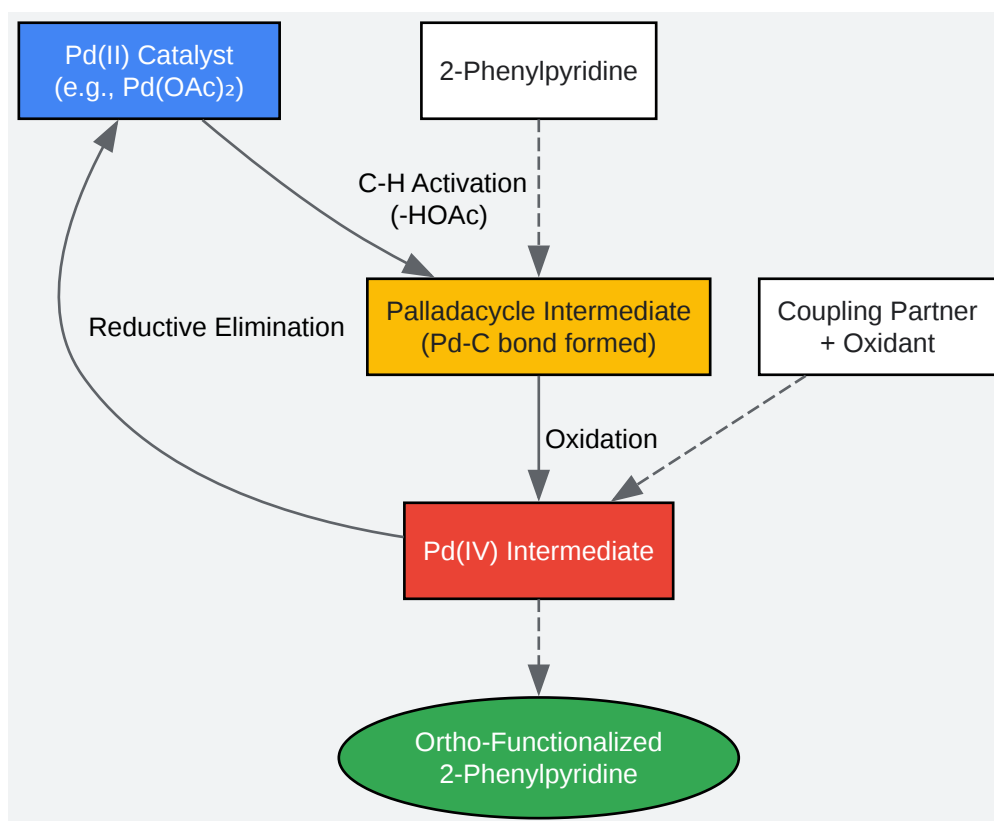 Pd(II) Catalyst
(e.g., Pd(OAc)₂)
2-Phenylpyridine
C-H Activation
(-HOAc)
Palladacycle Intermediate
(Pd-C bond formed)
Coupling Partner
+ Oxidant
Reductive Elimination
Oxidation
Pd(IV) Intermediate
Ortho-Functionalized
2-Phenylpyridine